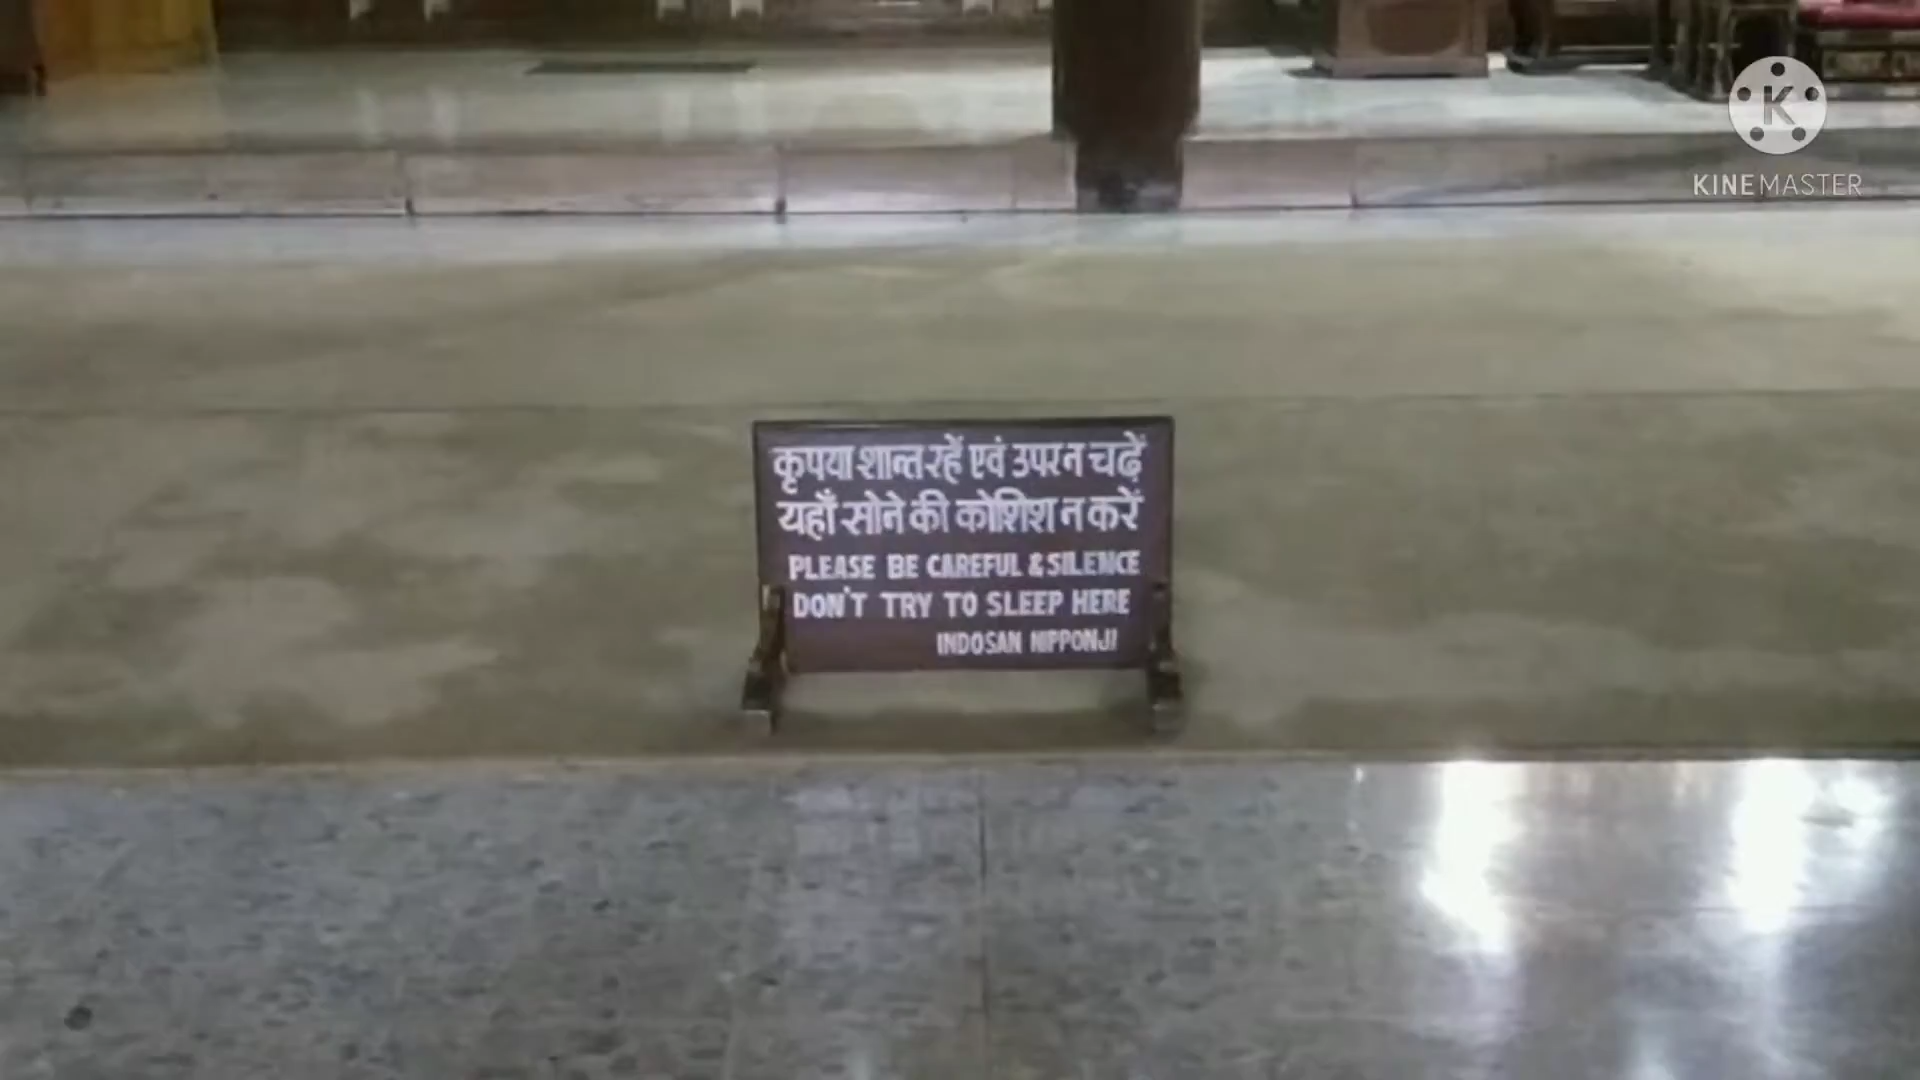 KINEMASTER
कृपया शान्त रहें एवं उपर न चढ़ें
यहाँ सोने की कोशिश न करें
PLEASE BE CAREFUL & SILENCE
DON'T TRY TO SLEEP HERE
INDOSAN NIPPONJI